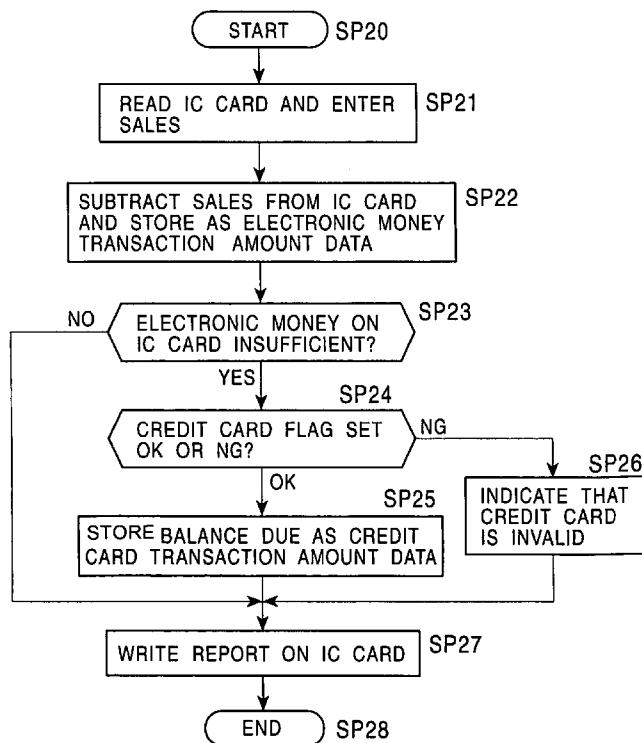 START
SP20
READ IC CARD AND ENTER
SALES
SP21
SUBTRACT SALES FROM IC CARD
AND STORE AS ELECTRONIC MONEY
TRANSACTION AMOUNT DATA
SP22
ELECTRONIC MONEY ON
IC CARD INSUFFICIENT?
SP23
NO
YES
SP24
CREDIT CARD FLAG SET
OK OR NG?
NG
OK
SP25
STORE BALANCE DUE AS CREDIT
CARD TRANSACTION AMOUNT DATA
SP26
INDICATE THAT
CREDIT CARD
IS INVALID
WRITE REPORT ON IC CARD
SP27
END
SP28